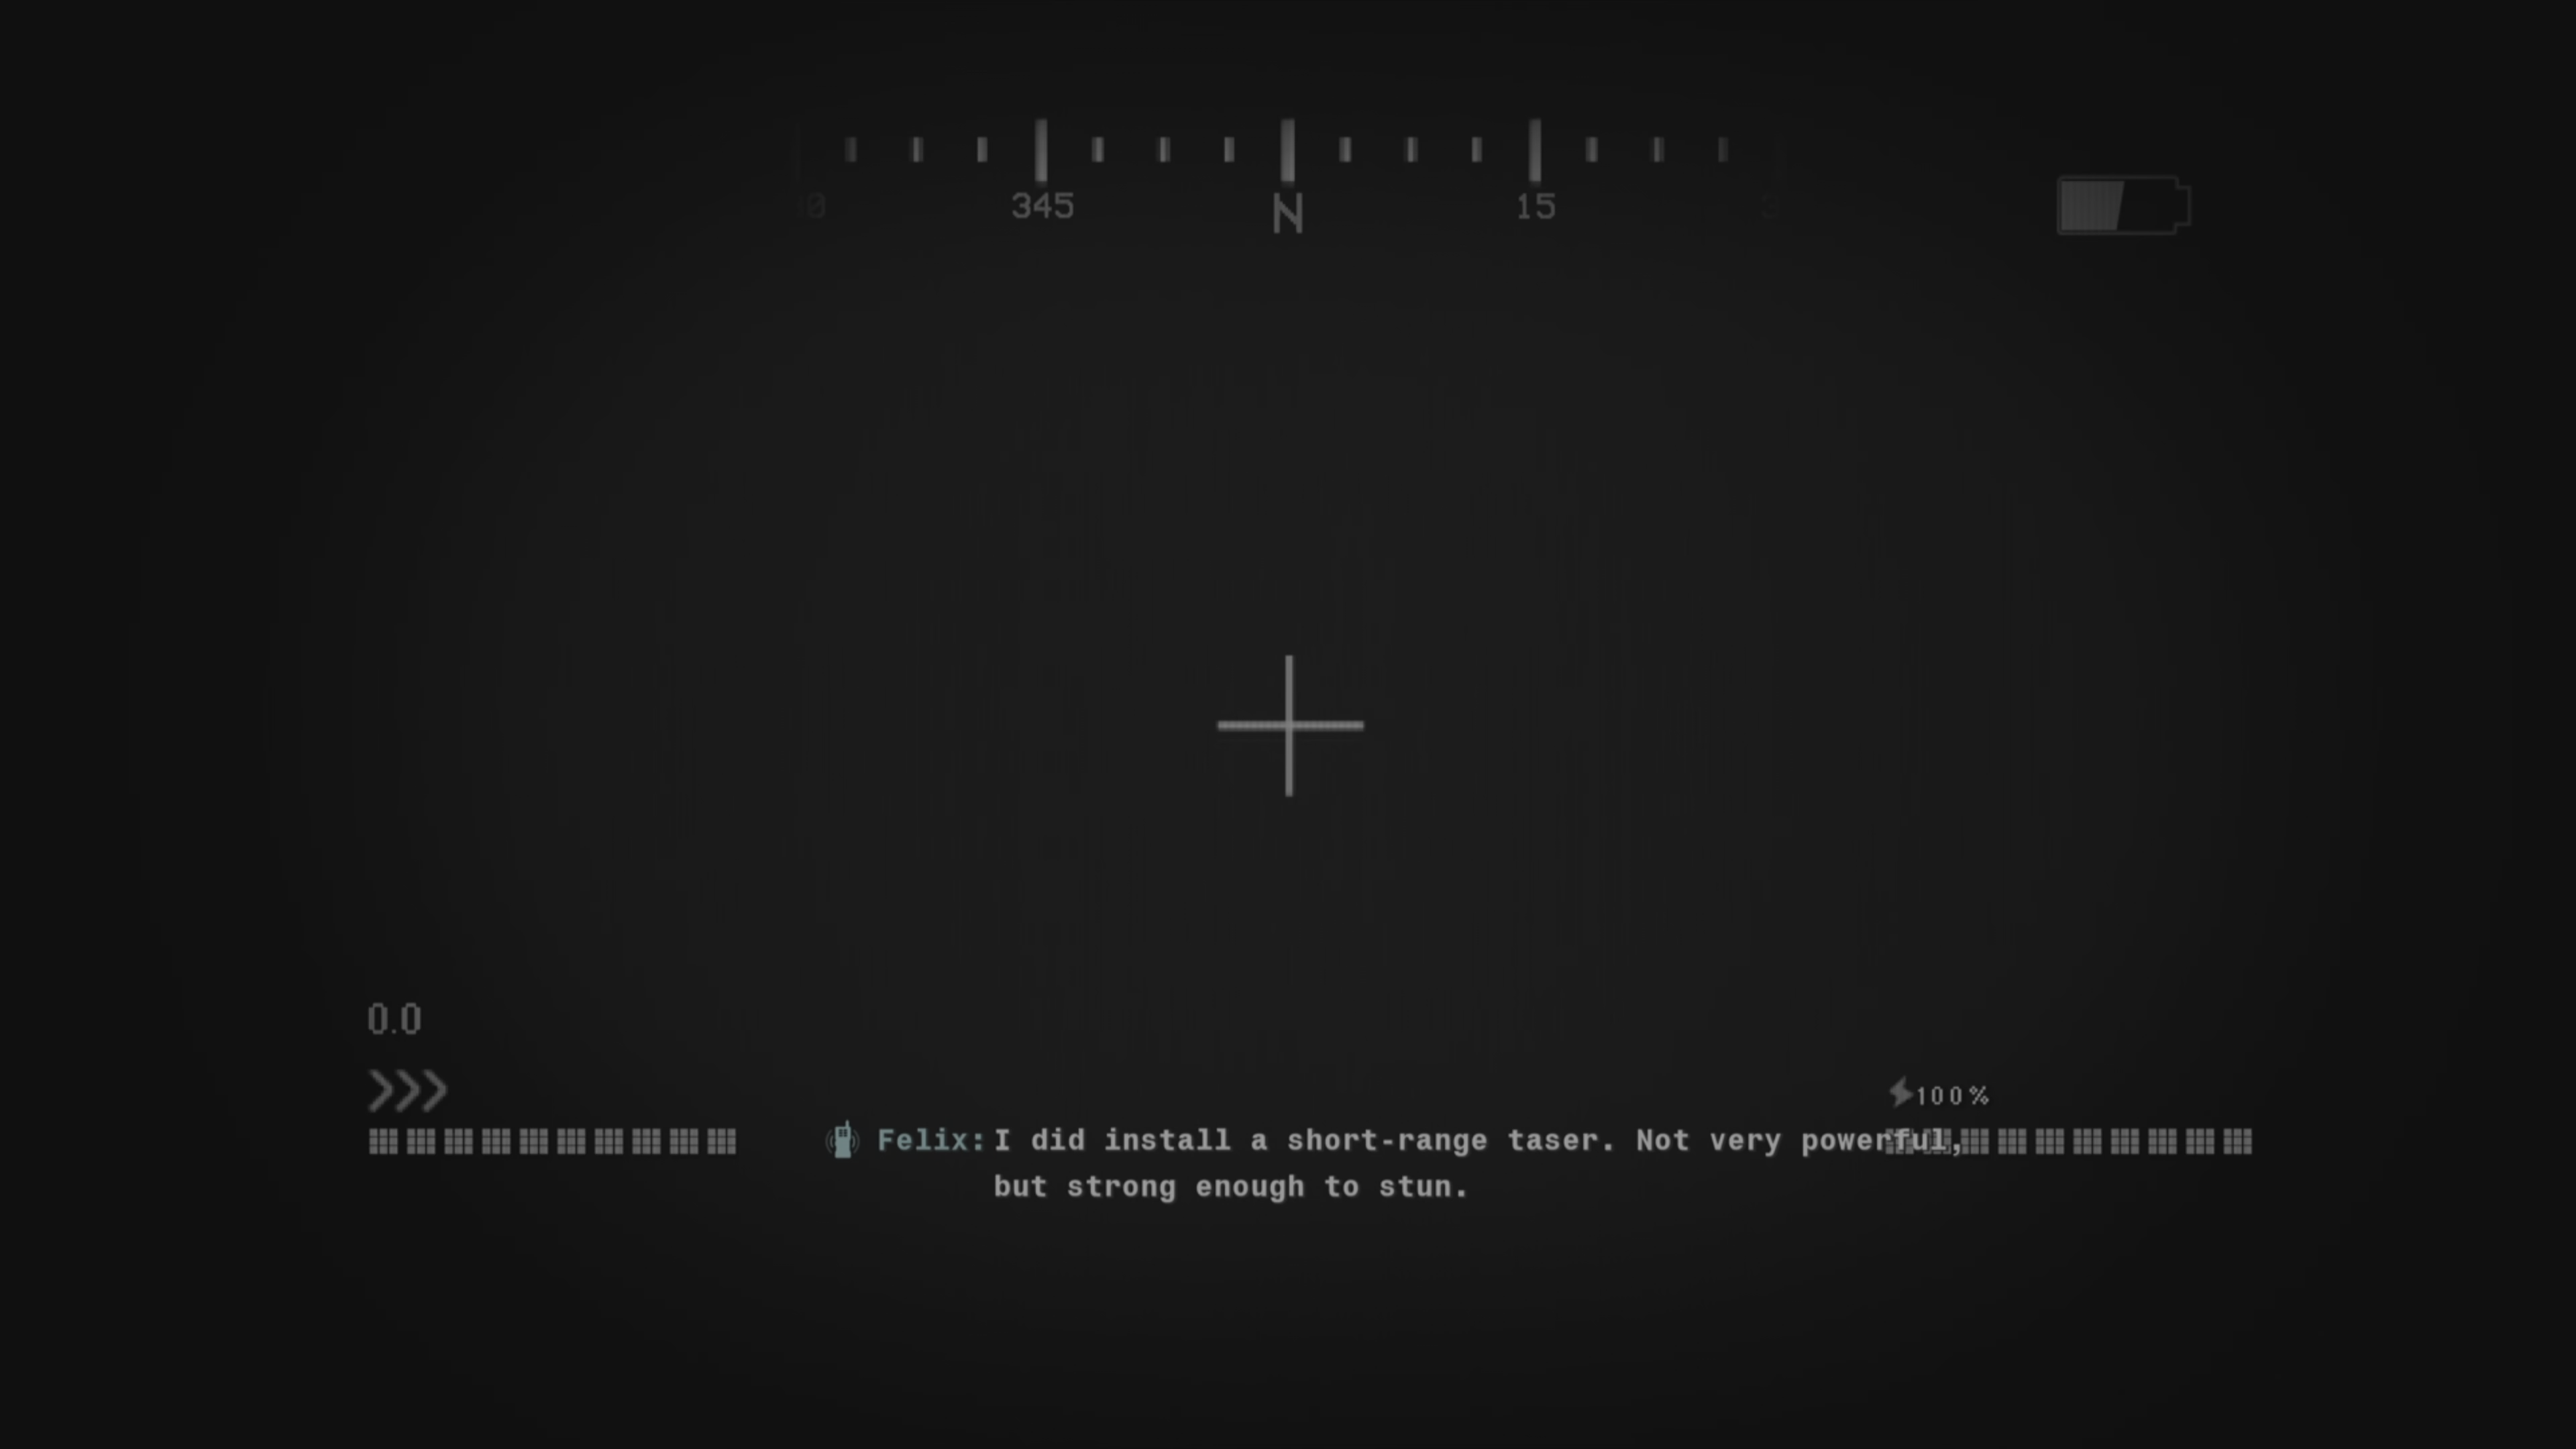 345 N 15
0.0
100%
Felix: I did install a short-range taser. Not very powerful,
but strong enough to stun.